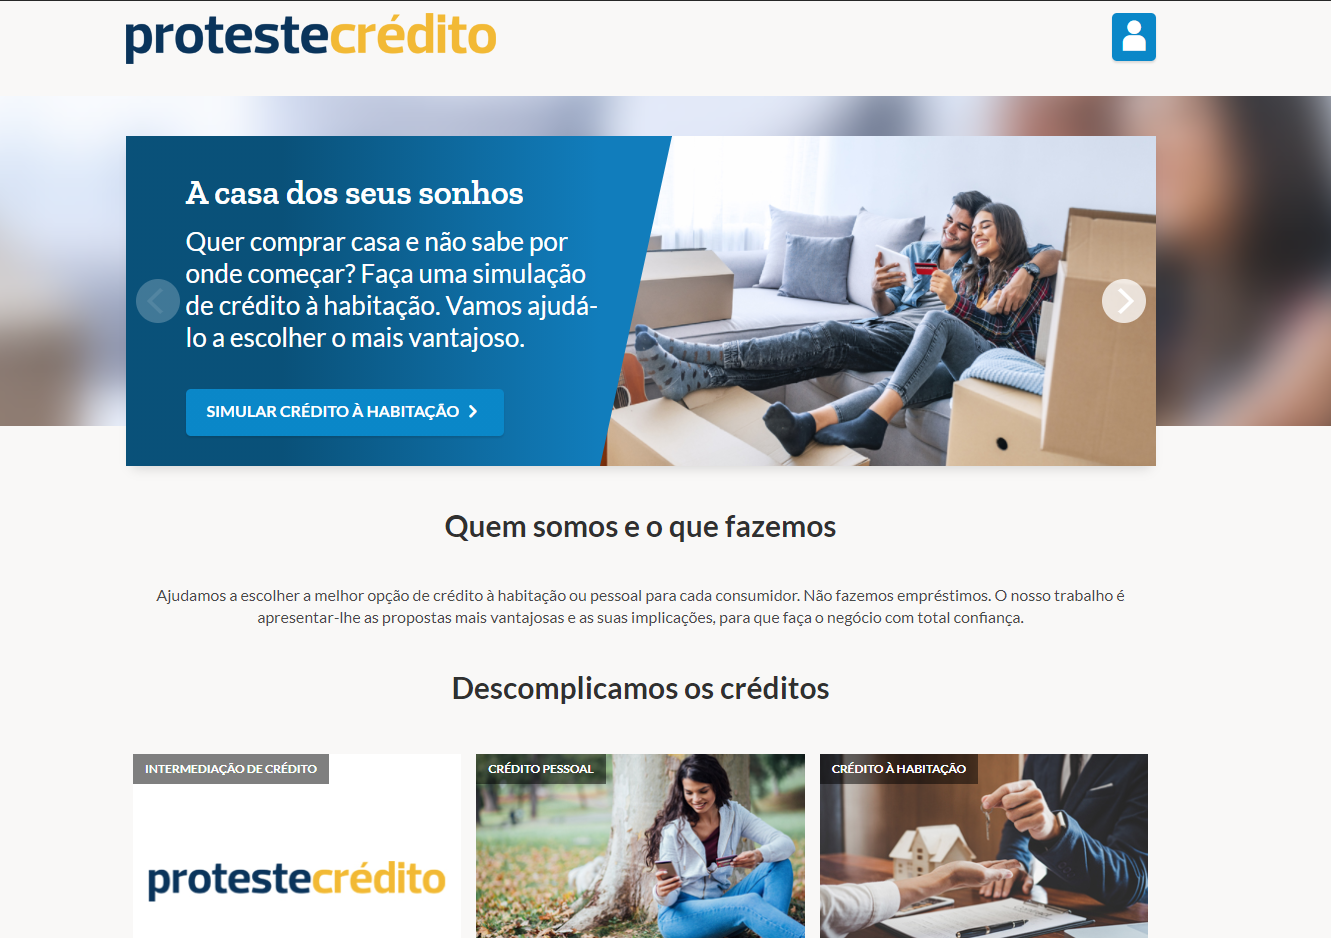 protestecrédito
A casa dos seus sonhos
Quer comprar casa e não sabe por
onde começar? Faça uma simulação
de crédito à habitação. Vamos ajudá-
lo a escolher o mais vantajoso.
SIMULAR CRÉDITO À HABITAÇÃO
Quem somos e o que fazemos
Ajudamos a escolher a melhor opção de crédito à habitação ou pessoal para cada consumidor. Não fazemos empréstimos. O nosso trabalho é
apresentar-lhe as propostas mais vantajosas e as suas implicações, para que faça o negócio com total confiança.
Descomplicamos os créditos
INTERMEDIAÇÃO DE CRÉDITO
protestecrédito
CRÉDITO PESSOAL
CRÉDITO À HABITAÇÃO